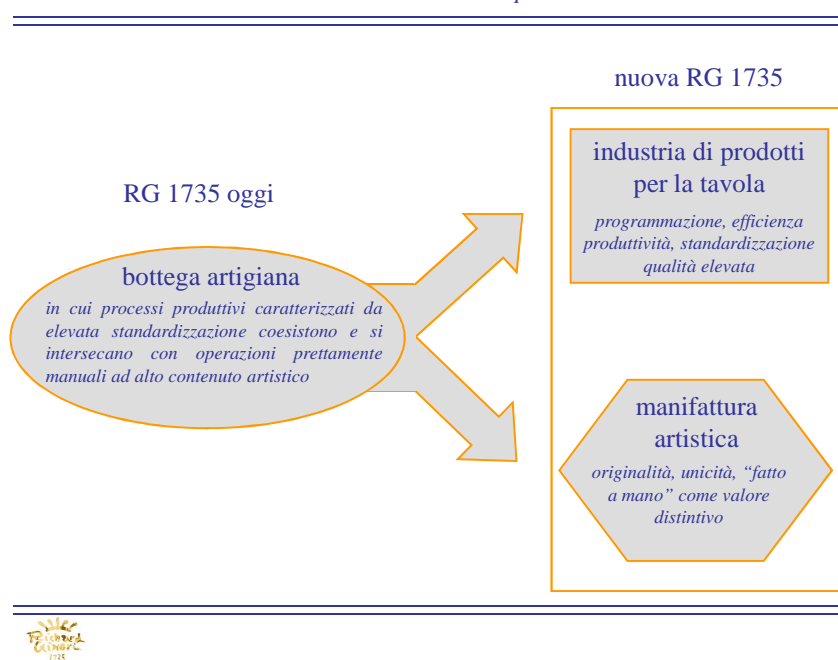 nuova RG 1735
industria di prodotti
per la tavola
programmazione, efficienza
produttività, standardizzazione
qualità elevata
RG 1735 oggi
bottega artigiana
in cui processi produttivi caratterizzati da
elevata standardizzazione coesistono e si
intersecano con operazioni prettamente
manuali ad alto contenuto artistico
manifattura
artistica
originalità, unicità, “fatto
a mano” come valore
distintivo
Richard
Ginori
1735